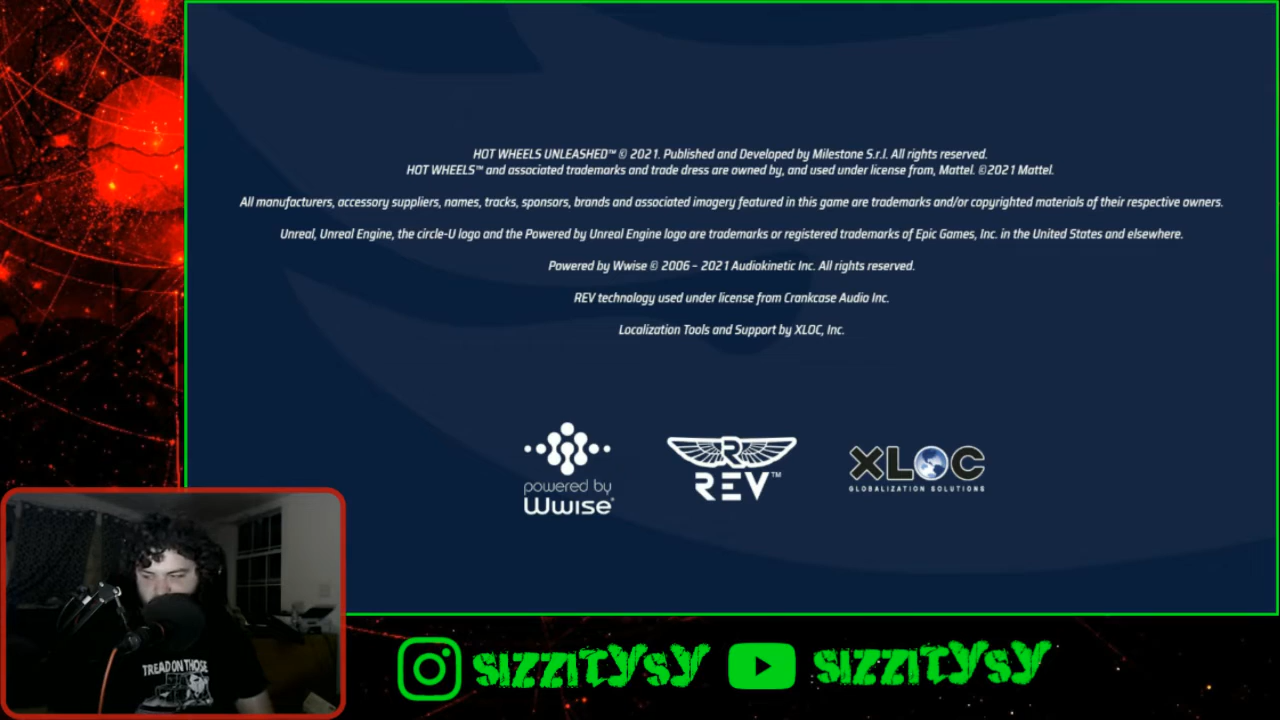 HOT WHEELS UNLEASHED™ © 2021. Published and Developed by Milestone S.r.l. All rights reserved.
HOT WHEELS™ and associated trademarks and trade dress are owned by, and used under license from, Mattel. ©2021 Mattel.
All manufacturers, accessory suppliers, names, tracks, sponsors, brands and associated imagery featured in this game are trademarks and/or copyrighted materials of their respective owners.
Unreal, Unreal Engine, the circle-U logo and the Powered by Unreal Engine logo are trademarks or registered trademarks of Epic Games, Inc. in the United States and elsewhere.
Powered by Wwise © 2006 – 2021 Audiokinetic Inc. All rights reserved.
REV technology used under license from Crankcase Audio Inc.
Localization Tools and Support by XLOC, Inc.
powered by
Wwise®
R
REV™
XLOC
GLOBALIZATION SOLUTIONS
TREAD ON THOSE
sizzitysy
sizzitysy